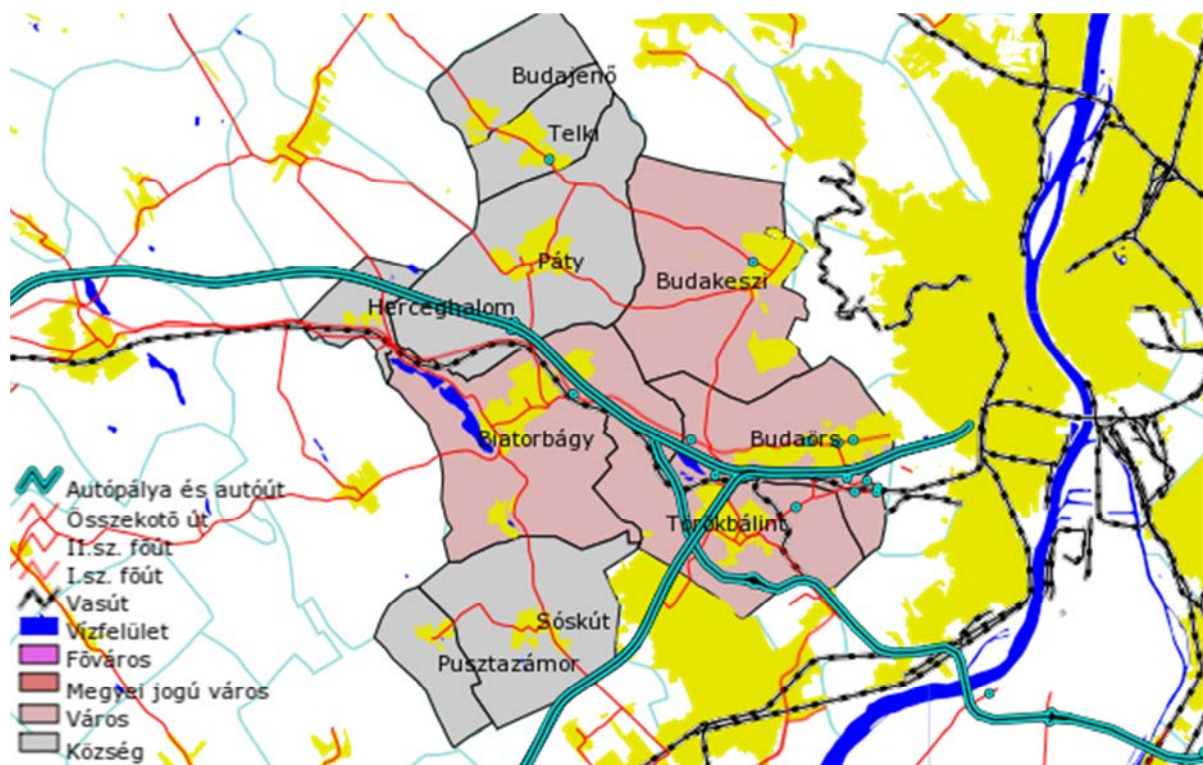 Budajenő
Telki
Páty
Budakeszi
Herceghalom
Biatorbágy
Budaörs
Törökbálint
Sóskút
Pusztazámor
Autópálya és autóút
Összekotő út
II.sz. főút
I.sz. főút
Vasút
Vízfelület
Főváros
Megyei jogú város
Város
Község